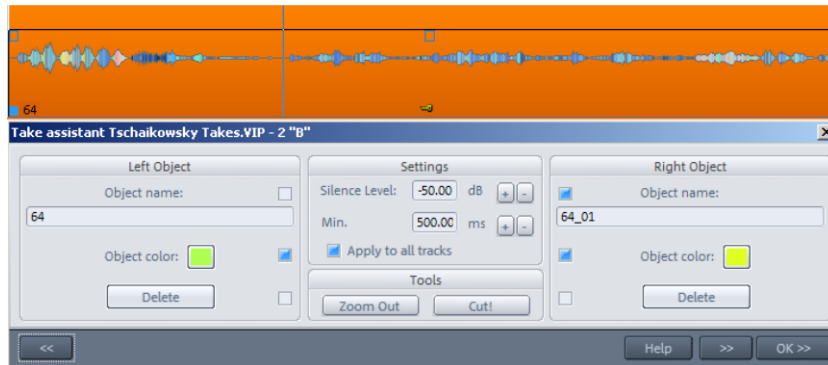 64
Take assistant Tschaikowsky Takes.VIP - 2 "B"
Left Object
Object name:
64
Object color:
Delete
Settings
Silence Level: -50.00 dB + -
Min. 500.00 ms + -
Apply to all tracks
Tools
Zoom Out Cut!
Right Object
Object name:
64_01
Object color:
Delete
<< Help >> OK >>